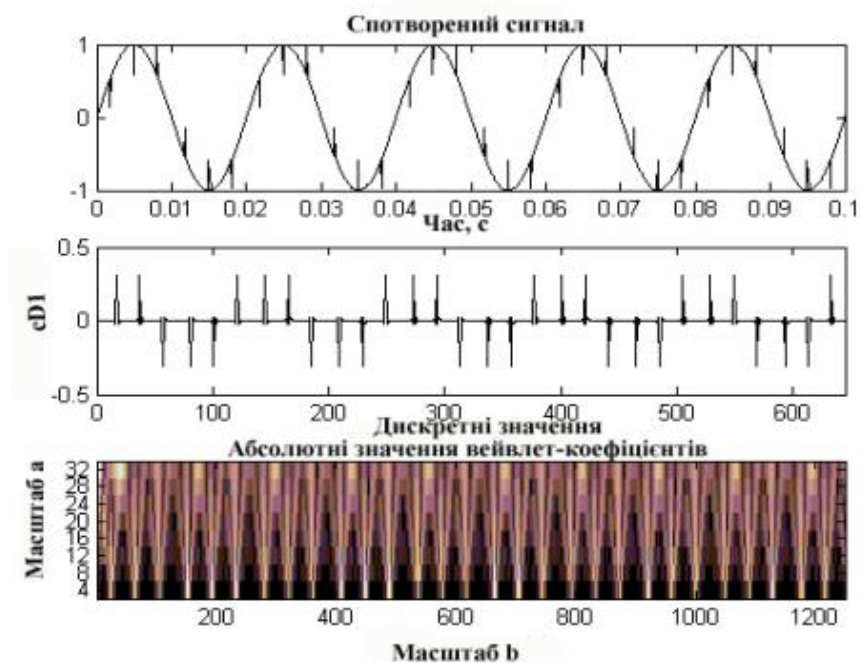 Спотворений сигнал
1
0
-1
0 0.01 0.02 0.03 0.04 0.05 0.06 0.07 0.08 0.09 0.1
Час, с
0.5
0
-0.5
cD1
0 100 200 300 400 500 600
Дискретні значення
Абсолютні значення вейвлет-коефіцієнтів
Масштаб a
32
28
24
20
16
12
8
4
200 400 600 800 1000 1200
Масштаб b